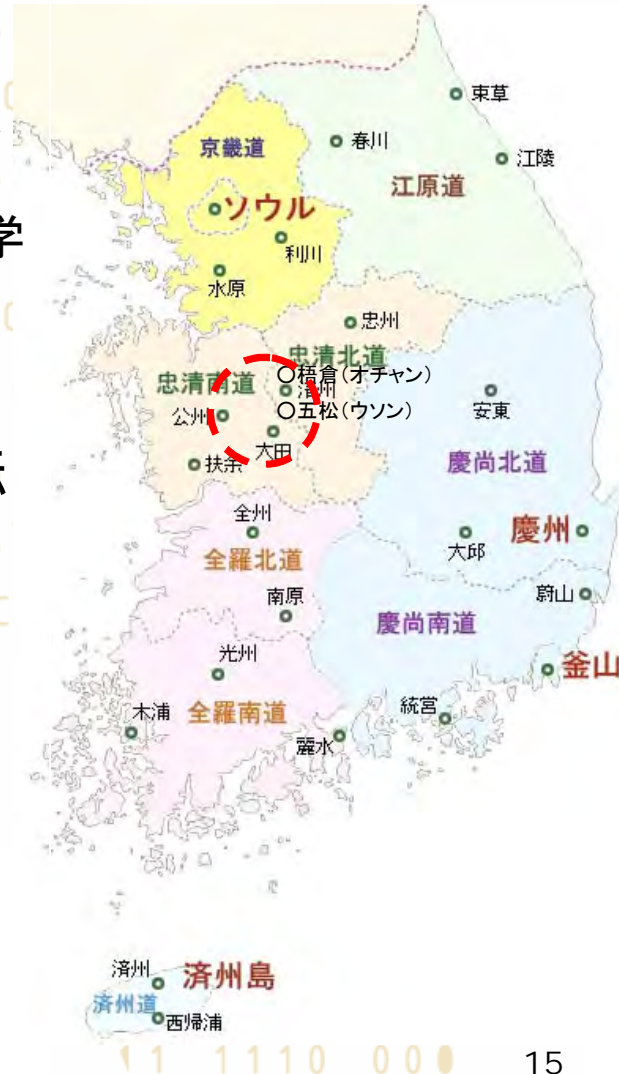 束草
春川
京畿道
江陵
江原道
ソウル
学
利川
水原
忠州
忠清北道
○梧倉(オチャン)
忠清南道
清州
安東
公州
○五松(ウソン)
大田
慶尚北道
扶余
全州
慶州
大邱
全羅北道
蔚山
南原
慶尚南道
光州
釜山
統営
木浦
全羅南道
麗水
済州
済州島
済州道
西帰浦
11 1110 000
15